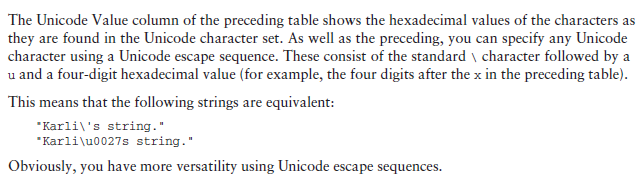 The Unicode Value column of the preceding table shows the hexadecimal values of the characters as
they are found in the Unicode character set. As well as the preceding, you can specify any Unicode
character using a Unicode escape sequence. These consist of the standard \ character followed by a
u and a four-digit hexadecimal value (for example, the four digits after the x in the preceding table).
This means that the following strings are equivalent:
"Karli\'s string."
"Karli\u0027s string."
Obviously, you have more versatility using Unicode escape sequences.